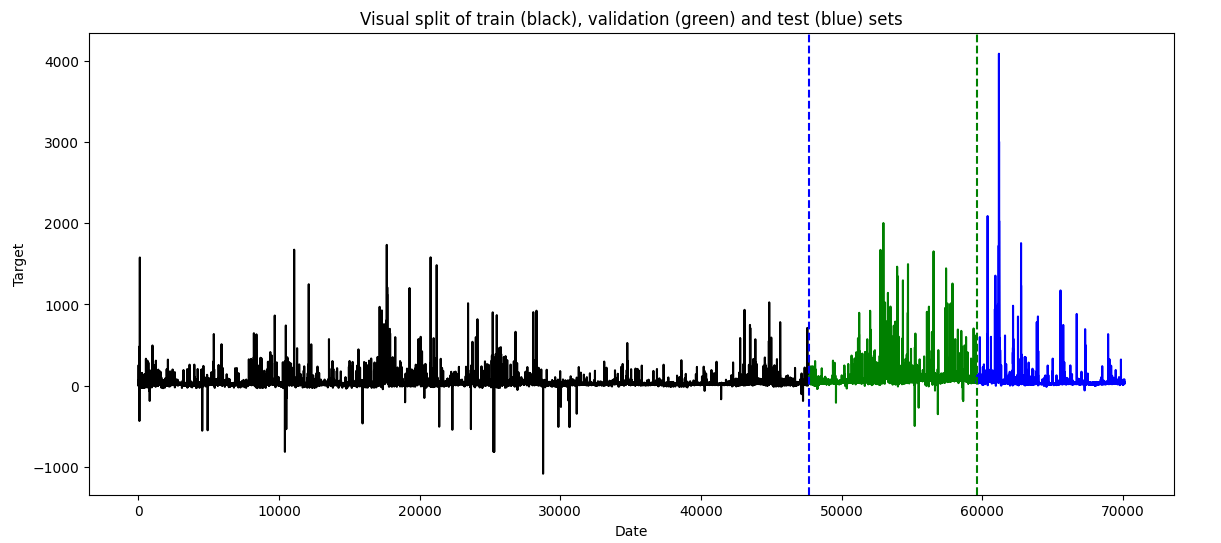 Visual split of train (black), validation (green) and test (blue) sets
4000
3000
2000
1000
0
−1000
Target
0 10000 20000 30000 40000 50000 60000 70000
Date